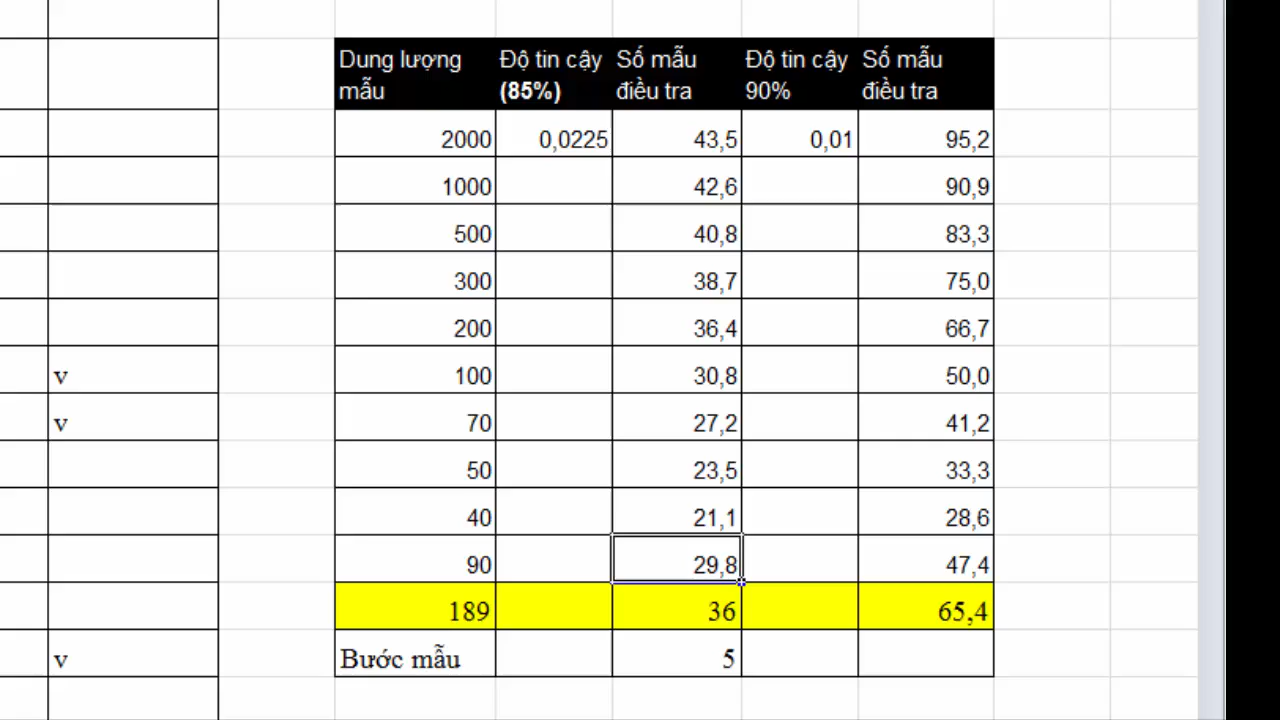 Dung lượng mẫu Độ tin cậy (85%) Số mẫu điều tra Độ tin cậy 90% Số mẫu điều tra
2000 0,0225 43,5 0,01 95,2
1000 42,6 90,9
500 40,8 83,3
300 38,7 75,0
200 36,4 66,7
v 100 30,8 50,0
v 70 27,2 41,2
50 23,5 33,3
40 21,1 28,6
90 29,8 47,4
189 36 65,4
v Bước mẫu 5